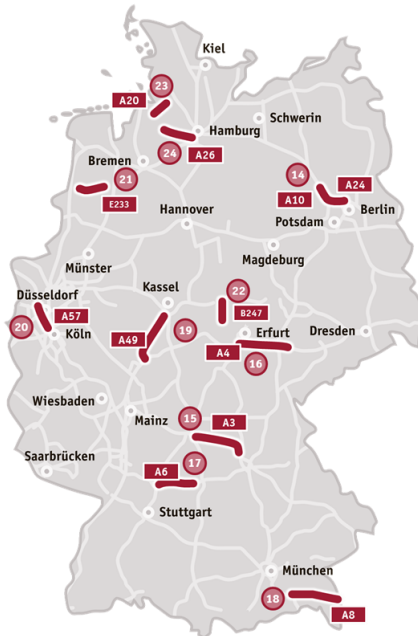 Kiel
23
A20
Schwerin
Hamburg
24
A26
Bremen
21
E233
14
A24
A10
Berlin
Potsdam
Hannover
Magdeburg
Münster
Kassel
22
B247
Düsseldorf
A57
20
Köln
A49
19
Erfurt
Dresden
A4
16
Wiesbaden
Mainz
15
A3
Saarbrücken
17
A6
Stuttgart
München
18
A8